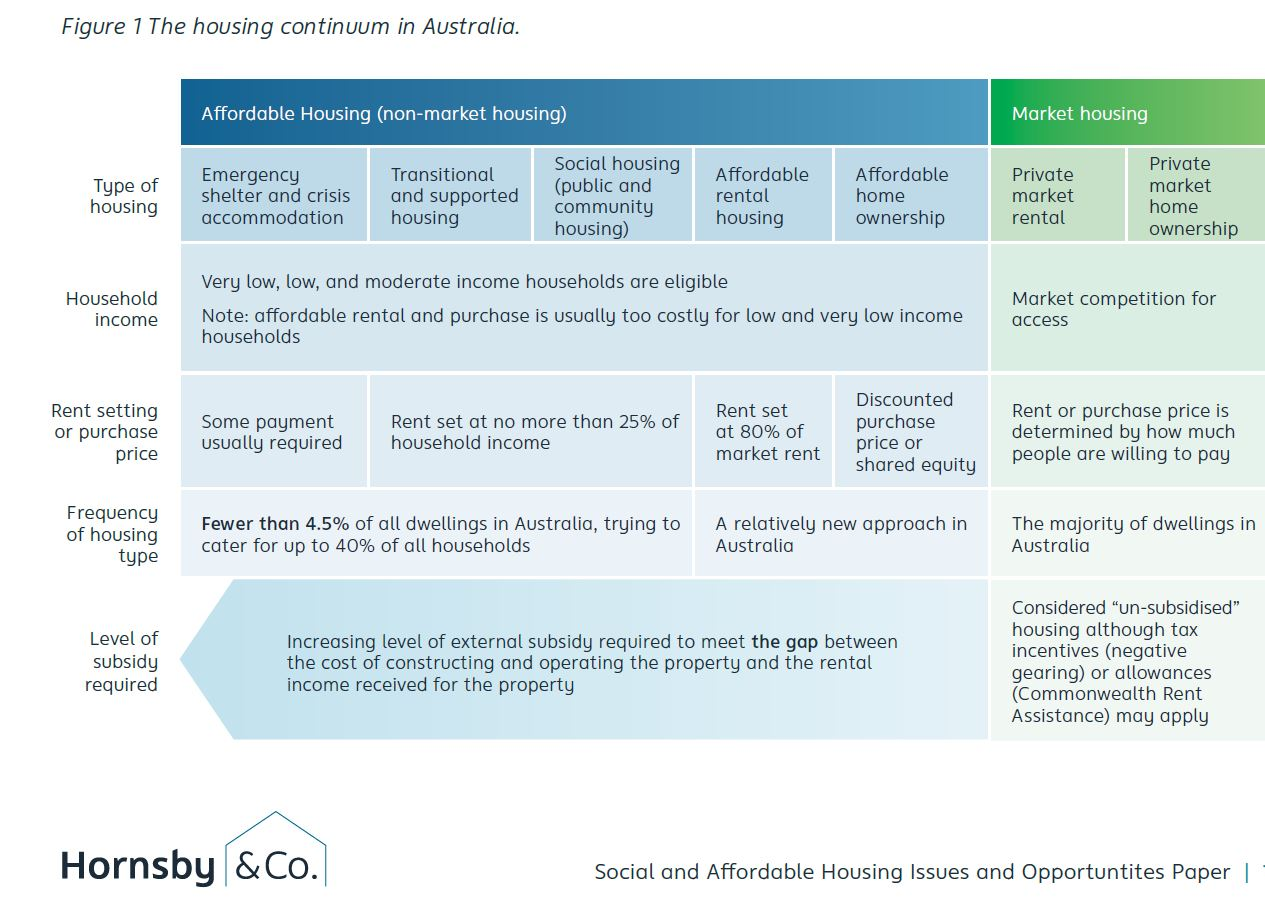 Figure 1 The housing continuum in Australia.
Affordable Housing (non-market housing)
Market housing
Type of
housing
Emergency
shelter and crisis
accommodation
Transitional
and supported
housing
Social housing
(public and
community
housing)
Affordable
rental
housing
Affordable
home
ownership
Private
market
rental
Private
market
home
ownership
Household
income
Very low, low, and moderate income households are eligible
Note: affordable rental and purchase is usually too costly for low and very low income
households
Market competition for
access
Rent setting
or purchase
price
Some payment
usually required
Rent set at no more than 25% of
household income
Rent set
at 80% of
market rent
Discounted
purchase
price or
shared equity
Rent or purchase price is
determined by how much
people are willing to pay
Frequency
of housing
type
Fewer than 4.5% of all dwellings in Australia, trying to
cater for up to 40% of all households
A relatively new approach in
Australia
The majority of dwellings in
Australia
Level of
subsidy
required
Increasing level of external subsidy required to meet the gap between
the cost of constructing and operating the property and the rental
income received for the property
Considered “un-subsidised”
housing although tax
incentives (negative
gearing) or allowances
(Commonwealth Rent
Assistance) may apply
Hornsby &Co.
Social and Affordable Housing Issues and Opportuntites Paper |